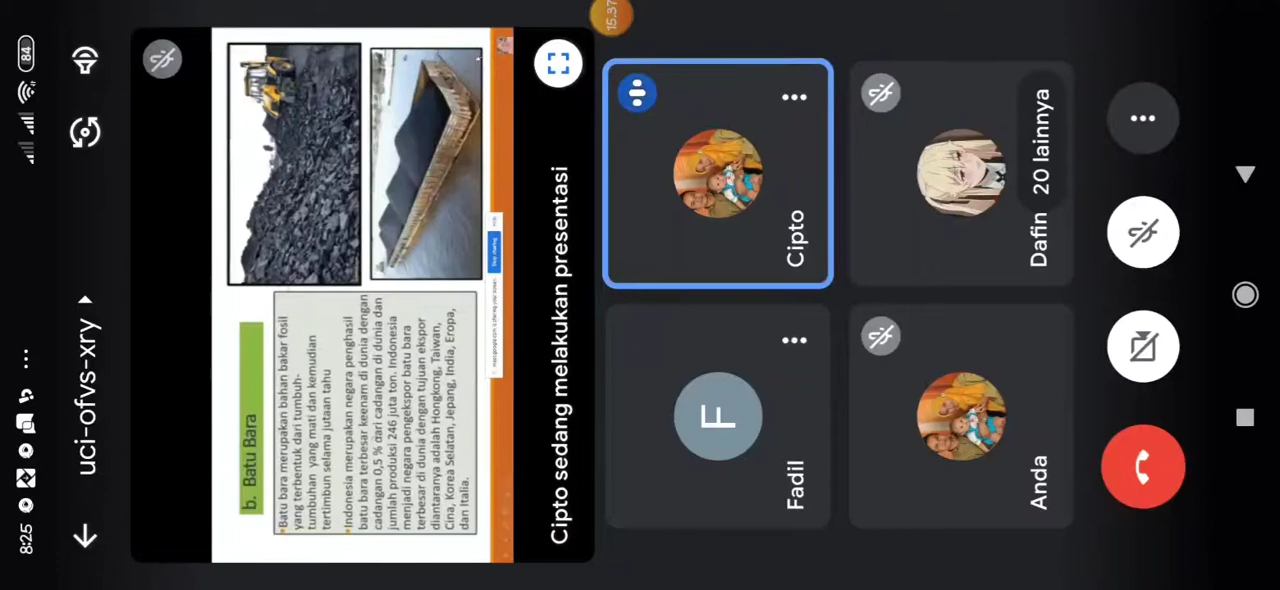 8:25
84
uci-ofvs-xry
b. Batu Bara
Batu bara merupakan bahan bakar fosil
yang terbentuk dari tumbuh-
tumbuhan yang mati dan kemudian
tertimbun selama jutaan tahu
Indonesia merupakan negara penghasil
batu bara terbesar keenam di dunia dengan
cadangan 0,5 % dari cadangan di dunia dan
jumlah produksi 246 juta ton. Indonesia
menjadi negara pengekspor batu bara
terbesar di dunia dengan tujuan ekspor
diantaranya adalah Hongkong, Taiwan,
Cina, Korea Selatan, Jepang, India, Eropa,
dan Italia.
Stop sharing
Cipto sedang melakukan presentasi
15.37
F
Fadil
Cipto
Anda
Dafin
20 lainnya